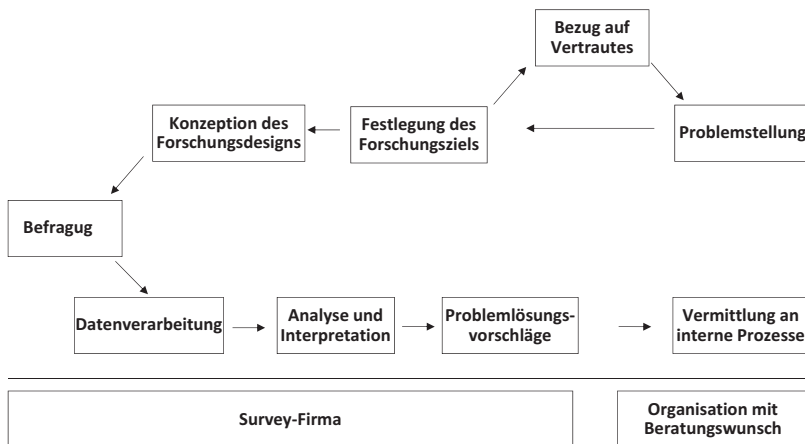 Bezug auf
Vertrautes
Konzeption des
Forschungsdesigns
Festlegung des
Forschungsziels
Problemstellung
Befragug
Datenverarbeitung
Analyse und
Interpretation
Problemlösungs-
vorschläge
Vermittlung an
interne Prozesse
Survey-Firma
Organisation mit
Beratungswunsch